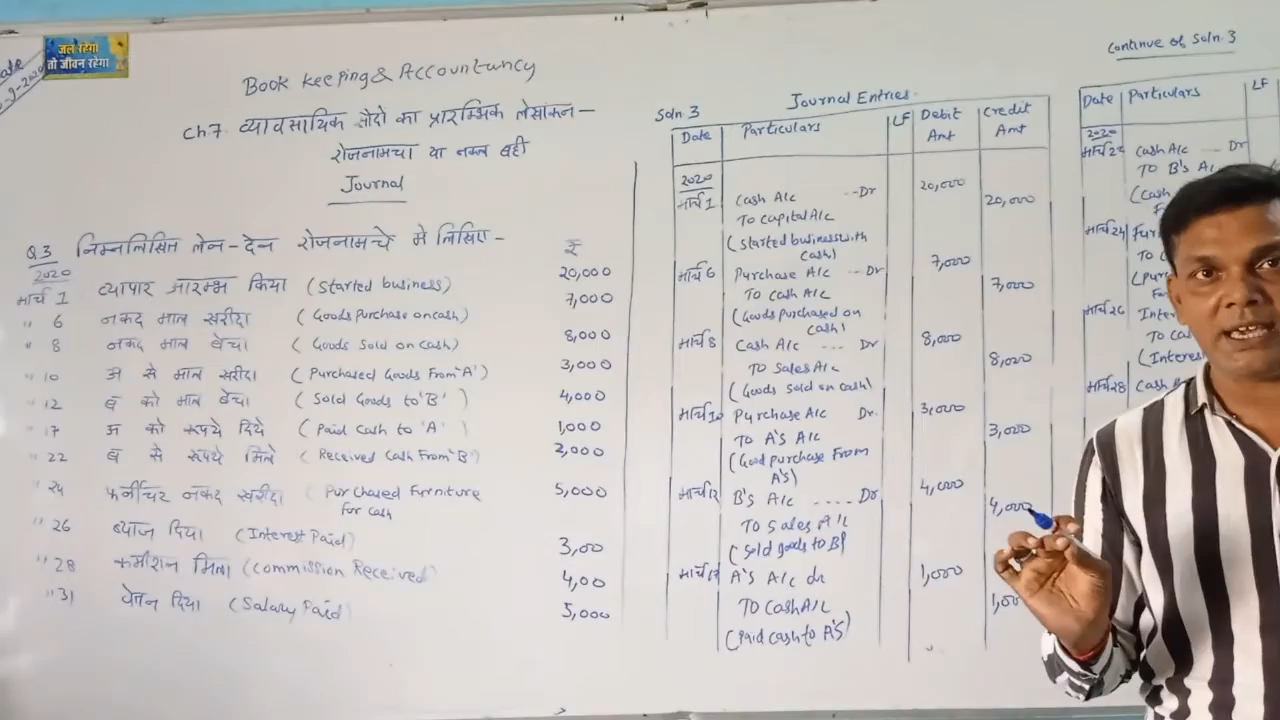 जल रहेगा
तो जीवन रहेगा
Book Keeping & Accountancy
Ch 7 व्यावसायिक सौदों का प्रारम्भिक लेखांकन -
रोजनामचा या नकल बही
Journal
Q.3 निम्नलिखित लेन-देन रोजनामचे मे लिखिए -
₹
2020
मार्च 1 व्यापार आरम्भ किया (Started business) 20,000
" 6 नकद माल खरीदा (Goods Purchase on cash) 7,000
" 8 नकद माल बेचा (Goods Sold on Cash) 8,000
" 10 अ से माल खरीदा (Purchased Goods From 'A') 3,000
" 12 ब को माल बेचा (Sold Goods to 'B') 4,000
" 17 अ को रूपये दिये (Paid Cash to 'A') 1,000
" 22 ब से रूपये मिले (Received Cash From 'B') 2,000
" 24 फर्नीचर नकद खरीदा (Purchased Furniture 5,000
For Cash
" 26 ब्याज दिया (Interest Paid) 3,00
" 28 कमीशन मिला (Commission Received) 4,00
" 31 वेतन दिया (Salary Paid) 5,000
Soln. 3 Journal Entries.
Date Particulars LF Debit Amt Credit Amt
2020
मार्च 1 Cash A/c --- Dr 20,000
To Capital A/c 20,000
(Started business with
Cash)
मार्च 6 Purchase A/c --- Dr 7,000
To Cash A/c 7,000
(Goods purchased on
Cash)
मार्च 8 Cash A/c .... Dr 8,000
To Sales A/c 8,000
(Goods sold on Cash)
मार्च 10 Purchase A/c Dr. 3,000
To A's A/c 3,000
(Good purchase From
A's)
मार्च 12 B's A/c ..... Dr 4,000
To Sales A/c 4,000
(Sold goods to B)
मार्च 17 A's A/c dr 1,000
To Cash A/c
(Paid cash to A's)
Continue of Soln. 3
Date Particulars LF
2020
मार्च 22 Cash A/c --- Dr
To B's A/c
(Cash
मार्च 24
To
मार्च 26
To
(Interes
मार्च 28 Cash